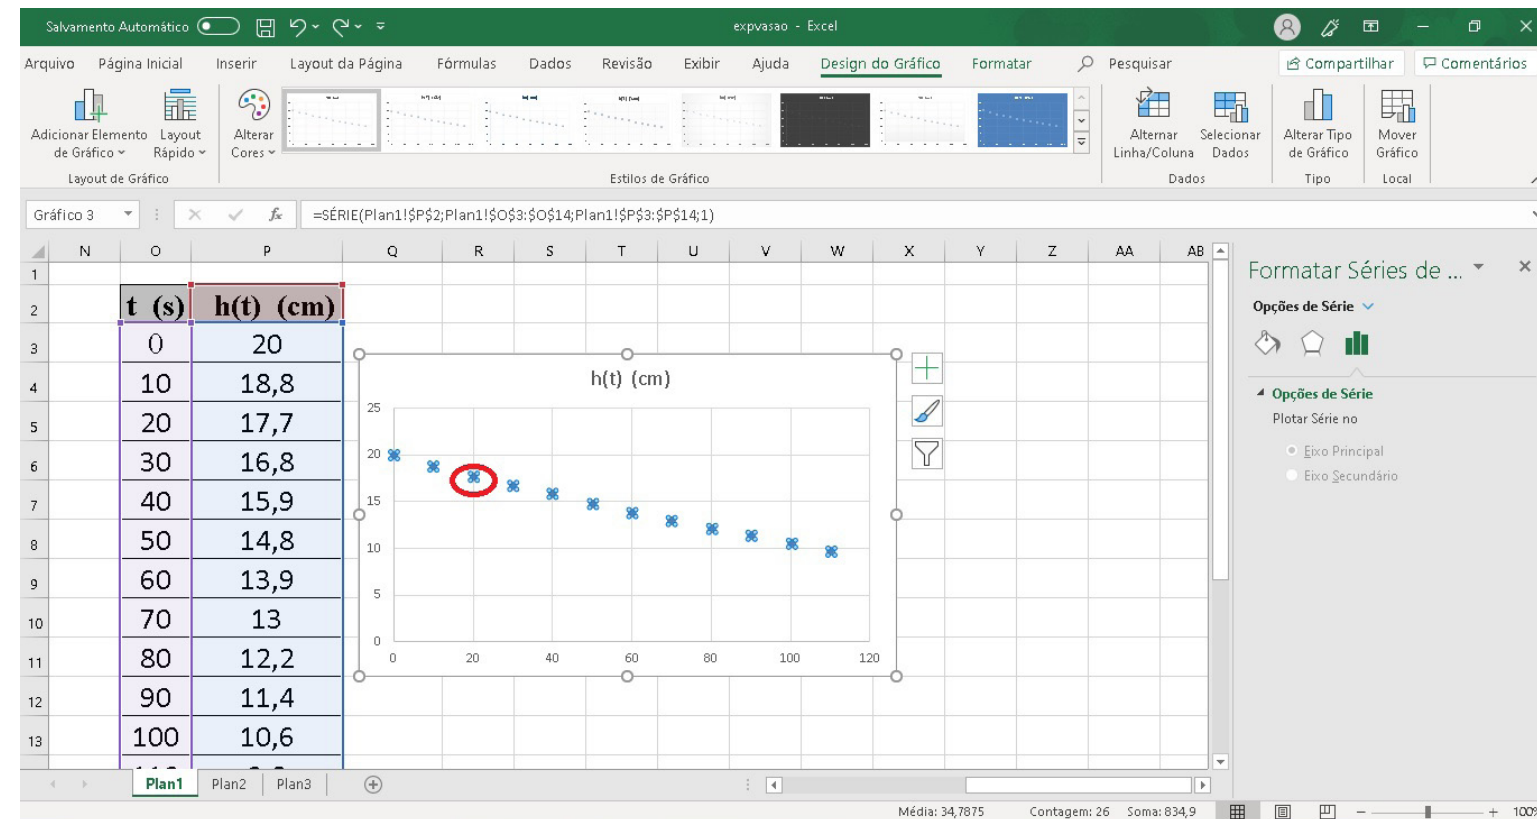 Salvamento Automático expvasao - Excel
Arquivo Página Inicial Inserir Layout da Página Fórmulas Dados Revisão Exibir Ajuda Design do Gráfico Formatar Pesquisar Compartilhar Comentários
Adicionar Elemento de Gráfico
Layout Rápido
Alterar Cores
Alternar Linha/Coluna
Selecionar Dados
Alterar Tipo de Gráfico
Mover Gráfico
Layout de Gráfico Estilos de Gráfico Dados Tipo Local
Gráfico 3 fx =SÉRIE(Plan1!$P$2;Plan1!$O$3:$O$14;Plan1!$P$3:$P$14;1)
N O P Q R S T U V W X Y Z AA AB
1
2 t (s) h(t) (cm)
3 0 20
4 10 18,8
5 20 17,7
6 30 16,8
7 40 15,9
8 50 14,8
9 60 13,9
10 70 13
11 80 12,2
12 90 11,4
13 100 10,6
h(t) (cm)
25
20
15
10
5
0
0 20 40 60 80 100 120
Formatar Séries de ...
Opções de Série
Opções de Série
Plotar Série no
Eixo Principal
Eixo Secundário
Plan1 Plan2 Plan3
Média: 34,7875 Contagem: 26 Soma: 834,9 100%